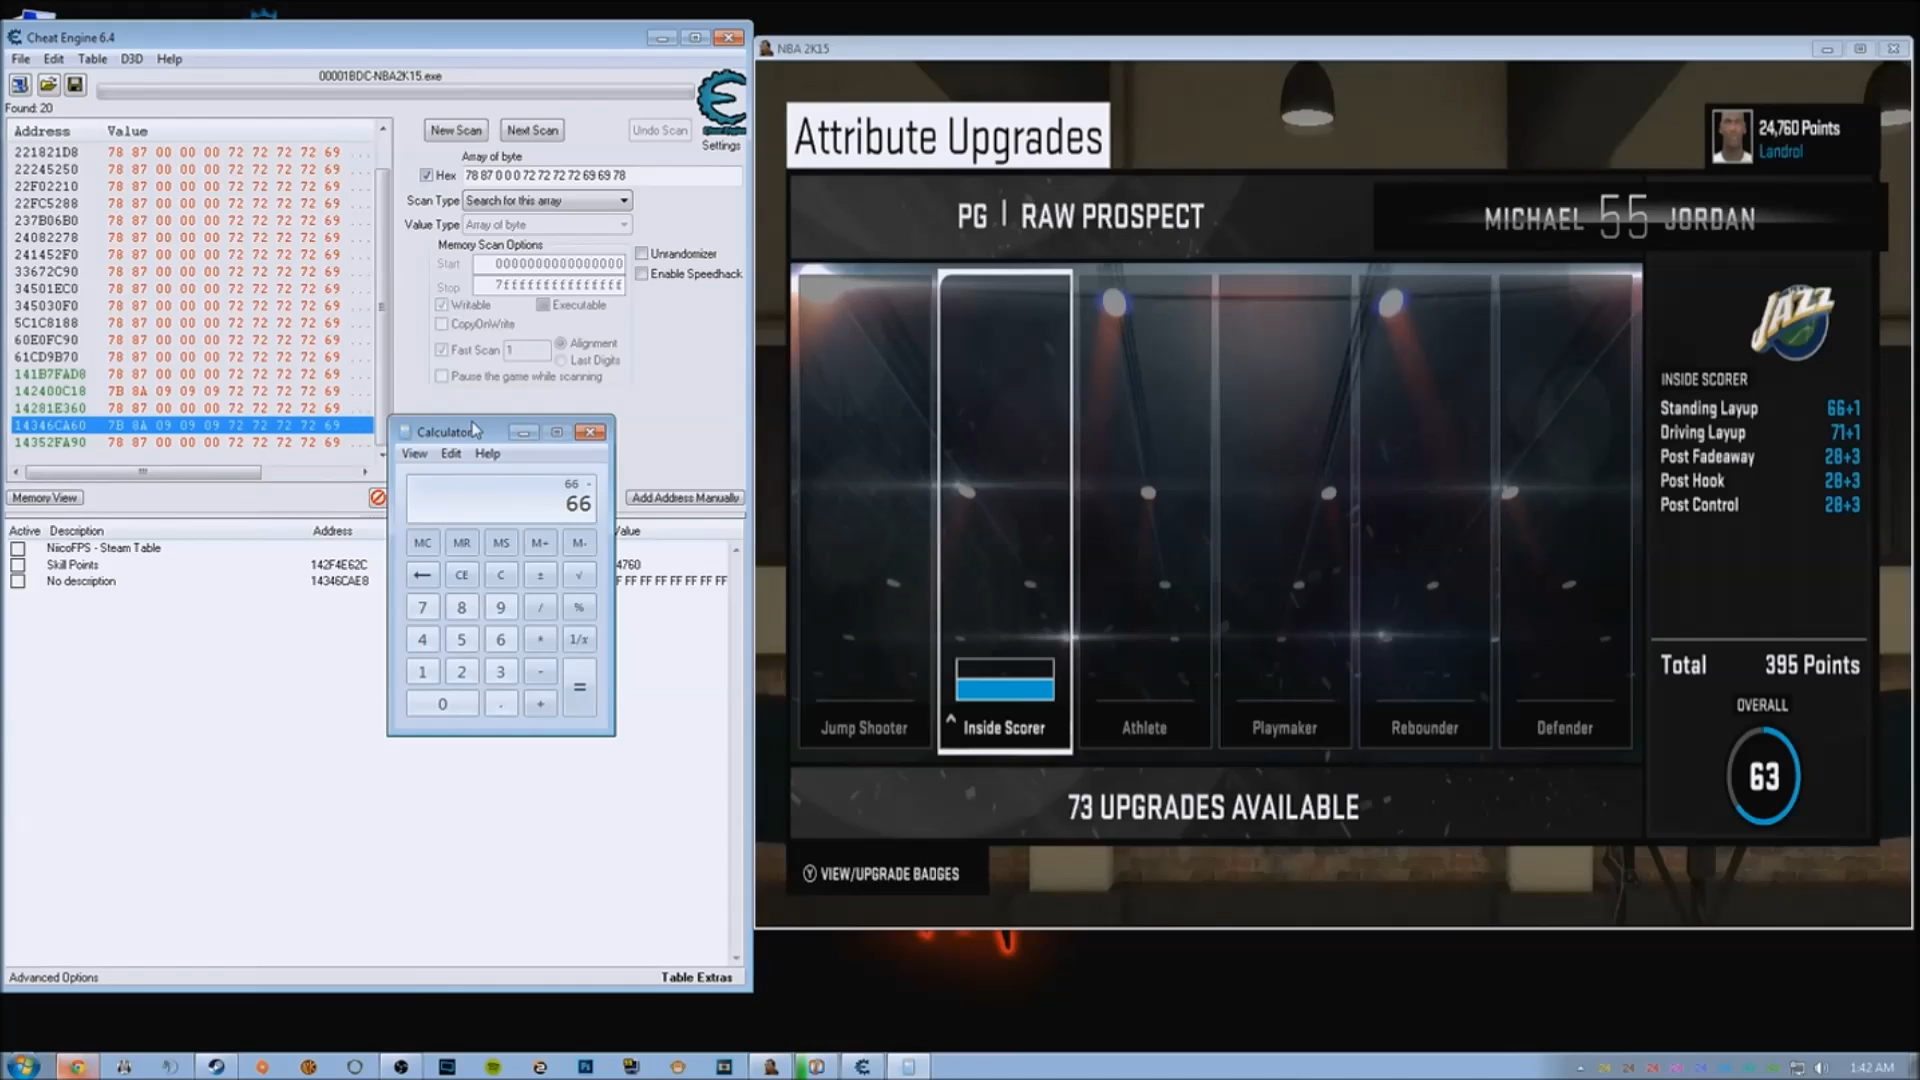 Cheat Engine 6.4
File Edit Table D3D Help
00001BDC-NBA2K15.exe
Found: 20
Address Value
221821D8 78 87 00 00 00 72 72 72 72 69 ...
22245250 78 87 00 00 00 72 72 72 72 69 ...
22F02210 78 87 00 00 00 72 72 72 72 69 ...
22FC5288 78 87 00 00 00 72 72 72 72 69 ...
237B06B0 78 87 00 00 00 72 72 72 72 69 ...
24082278 78 87 00 00 00 72 72 72 72 69 ...
241452F0 78 87 00 00 00 72 72 72 72 69 ...
33672C90 78 87 00 00 00 72 72 72 72 69 ...
34501EC0 78 87 00 00 00 72 72 72 72 69 ...
345030F0 78 87 00 00 00 72 72 72 72 69 ...
5C1C8188 78 87 00 00 00 72 72 72 72 69 ...
60E0FC90 78 87 00 00 00 72 72 72 72 69 ...
61CD9B70 78 87 00 00 00 72 72 72 72 69 ...
141B7FAD8 78 87 00 00 00 72 72 72 72 69 ...
142400C18 7B 8A 09 09 09 72 72 72 72 69 ...
14281E360 78 87 00 00 00 72 72 72 72 69 ...
14346CA60 7B 8A 09 09 09 72 72 72 72 69
14352FA90 78 87 00 00 00 72 72 72 72 69 ...
New Scan Next Scan Undo Scan
Cheat Engine
Settings
Array of byte
Hex 78 87 0 0 0 72 72 72 72 69 69 78
Scan Type Search for this array
Value Type Array of byte
Memory Scan Options
Start 0000000000000000
Stop 7fffffffffffffff
Writable Executable
CopyOnWrite
Fast Scan 1 Alignment
Last Digits
Pause the game while scanning
Unrandomizer
Enable Speedhack
Memory View
Add Address Manually
Active Description Address alue
NiicoFPS - Steam Table
Skill Points 142F4E62C 4760
No description 14346CAE8 F FF FF FF FF FF FF
Advanced Options
Table Extras
Calculator
View Edit Help
66 -
66
MC MR MS M+ M-
← CE C ± √
7 8 9 / %
4 5 6 * 1/x
1 2 3 - =
0 . +
NBA 2K15
Attribute Upgrades
24,760 Points
Landrol
PG | RAW PROSPECT
MICHAEL 55 JORDAN
JAZZ
INSIDE SCORER
Standing Layup 66+1
Driving Layup 71+1
Post Fadeaway 28+3
Post Hook 28+3
Post Control 28+3
Total 395 Points
OVERALL
63
Jump Shooter
Inside Scorer
Athlete
Playmaker
Rebounder
Defender
73 UPGRADES AVAILABLE
Y VIEW/UPGRADE BADGES
1:42 AM